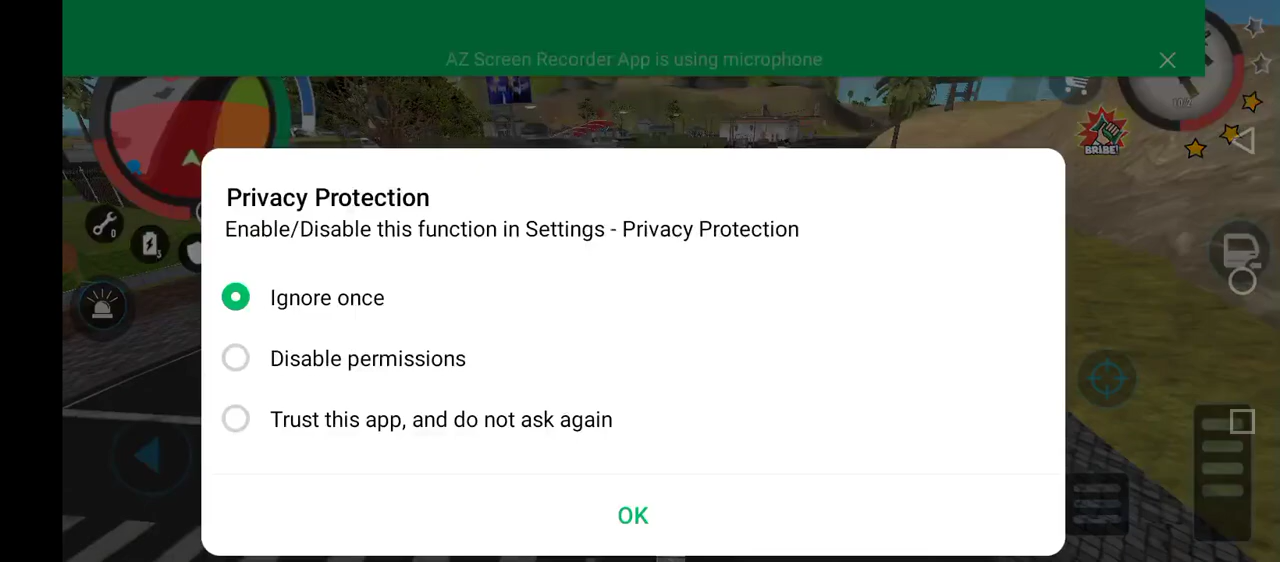 AZ Screen Recorder App is using microphone
BRIBE!
Privacy Protection
Enable/Disable this function in Settings - Privacy Protection
Ignore once
Disable permissions
Trust this app, and do not ask again
OK